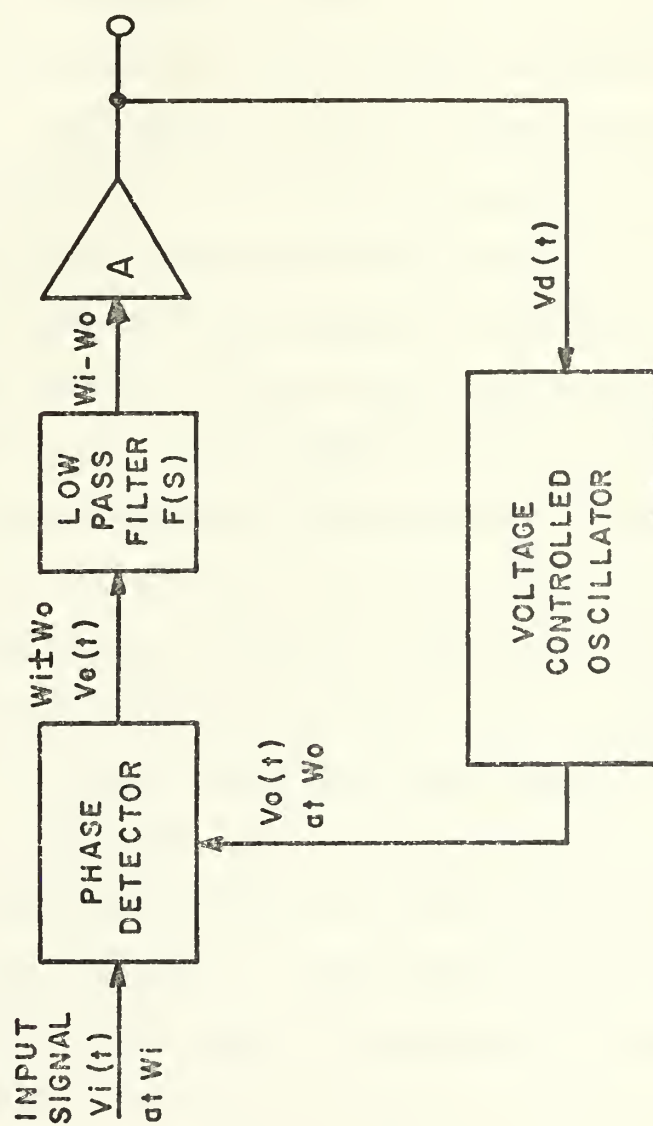 INPUT
SIGNAL
Vi(t)
at Wi
PHASE
DETECTOR
Wi±Wo
Ve(t)
LOW
PASS
FILTER
F(S)
Wi-Wo
A
Vo(t)
at Wo
Vd(t)
VOLTAGE
CONTROLLED
OSCILLATOR